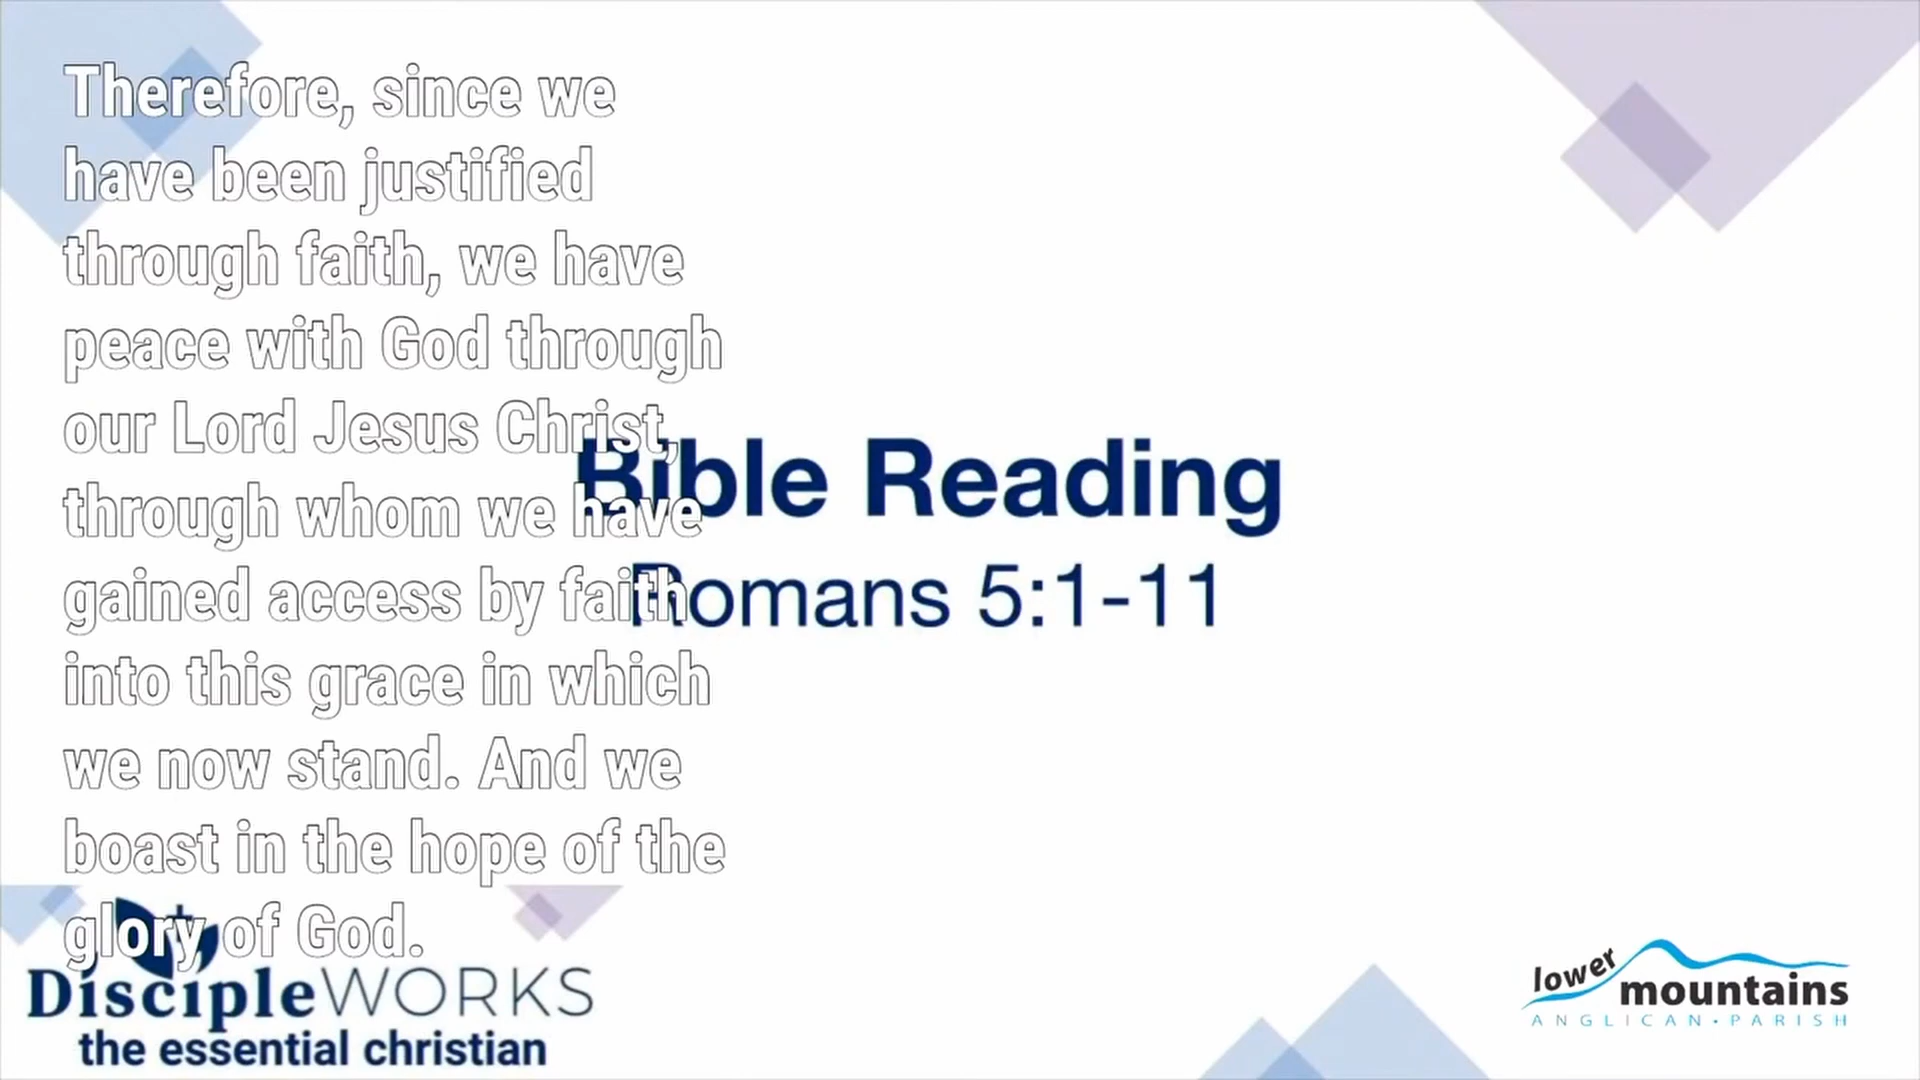 Therefore, since we
have been justified
through faith, we have
peace with God through
our Lord Jesus Christ,
through whom we have
gained access by faith
into this grace in which
we now stand. And we
boast in the hope of the
glory of God.
Bible Reading
Romans 5:1-11
DiscipleWORKS
the essential christian
lower
mountains
ANGLICAN • PARISH